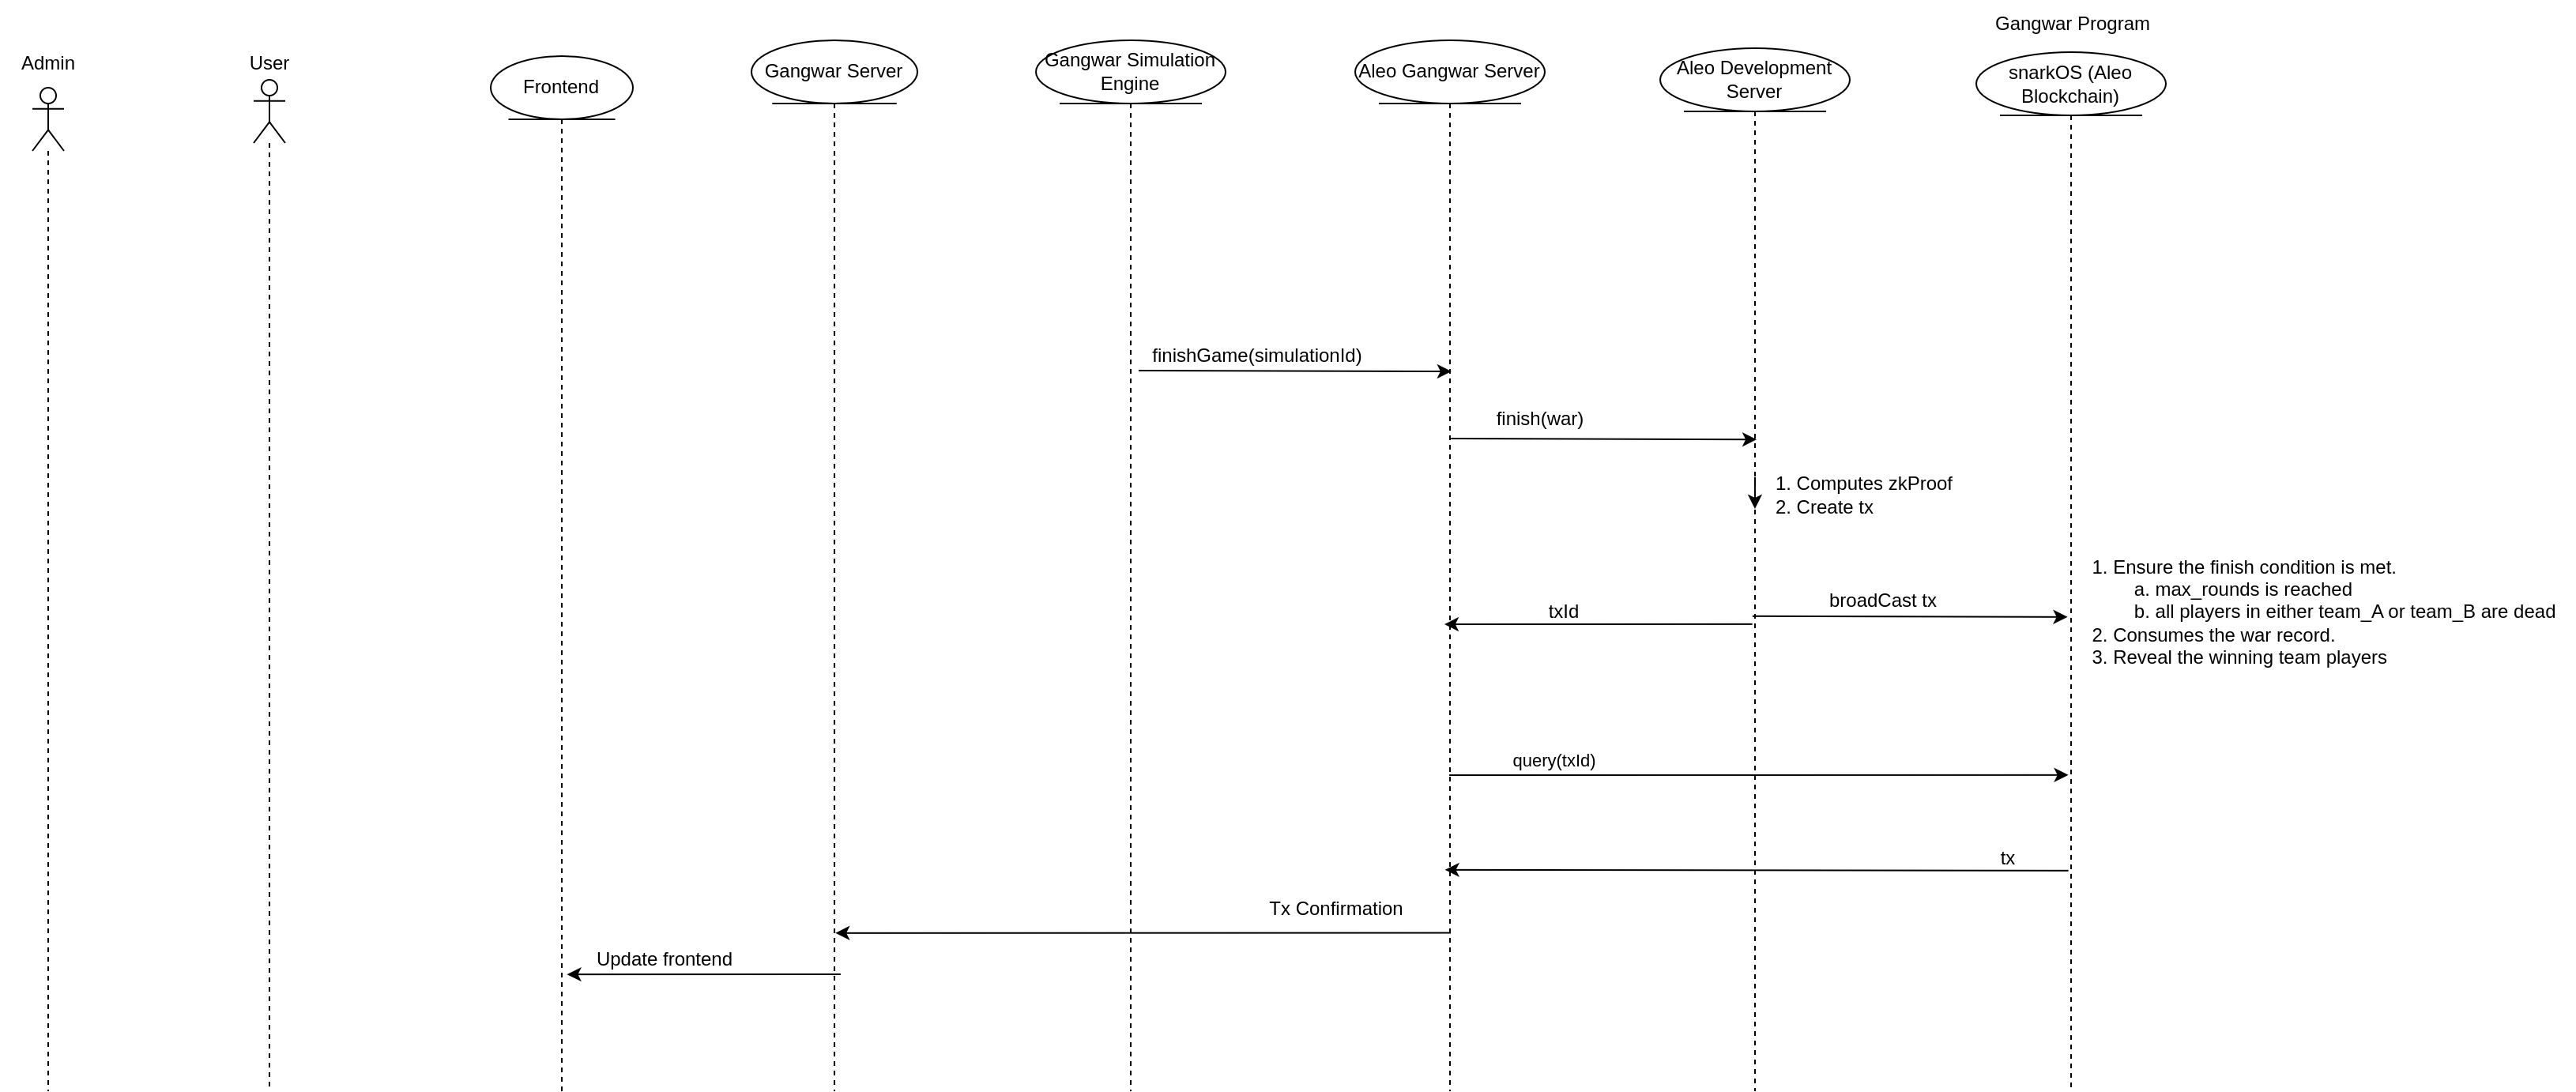 Gangwar Program
Admin
User
Frontend
Gangwar Server
Gangwar Simulation
Engine
Aleo Gangwar Server
Aleo Development
Server
snarkOS (Aleo
Blockchain)
finishGame(simulationId)
finish(war)
1. Computes zkProof
2. Create tx
txId
broadCast tx
1. Ensure the finish condition is met.
a. max_rounds is reached
b. all players in either team_A or team_B are dead
2. Consumes the war record.
3. Reveal the winning team players
query(txId)
tx
Tx Confirmation
Update frontend